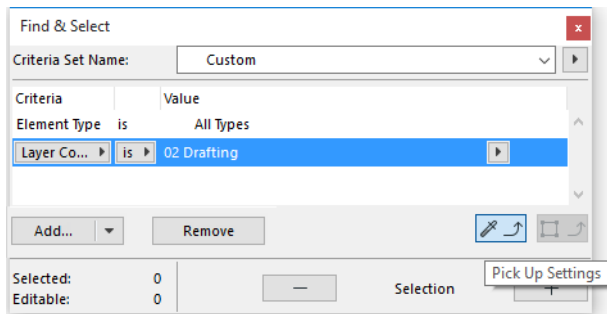 Find & Select
x
Criteria Set Name: Custom
Criteria Value
Element Type is All Types
Layer Co... is 02 Drafting
Add... Remove
Pick Up Settings
Selected: 0
Editable: 0
— Selection +